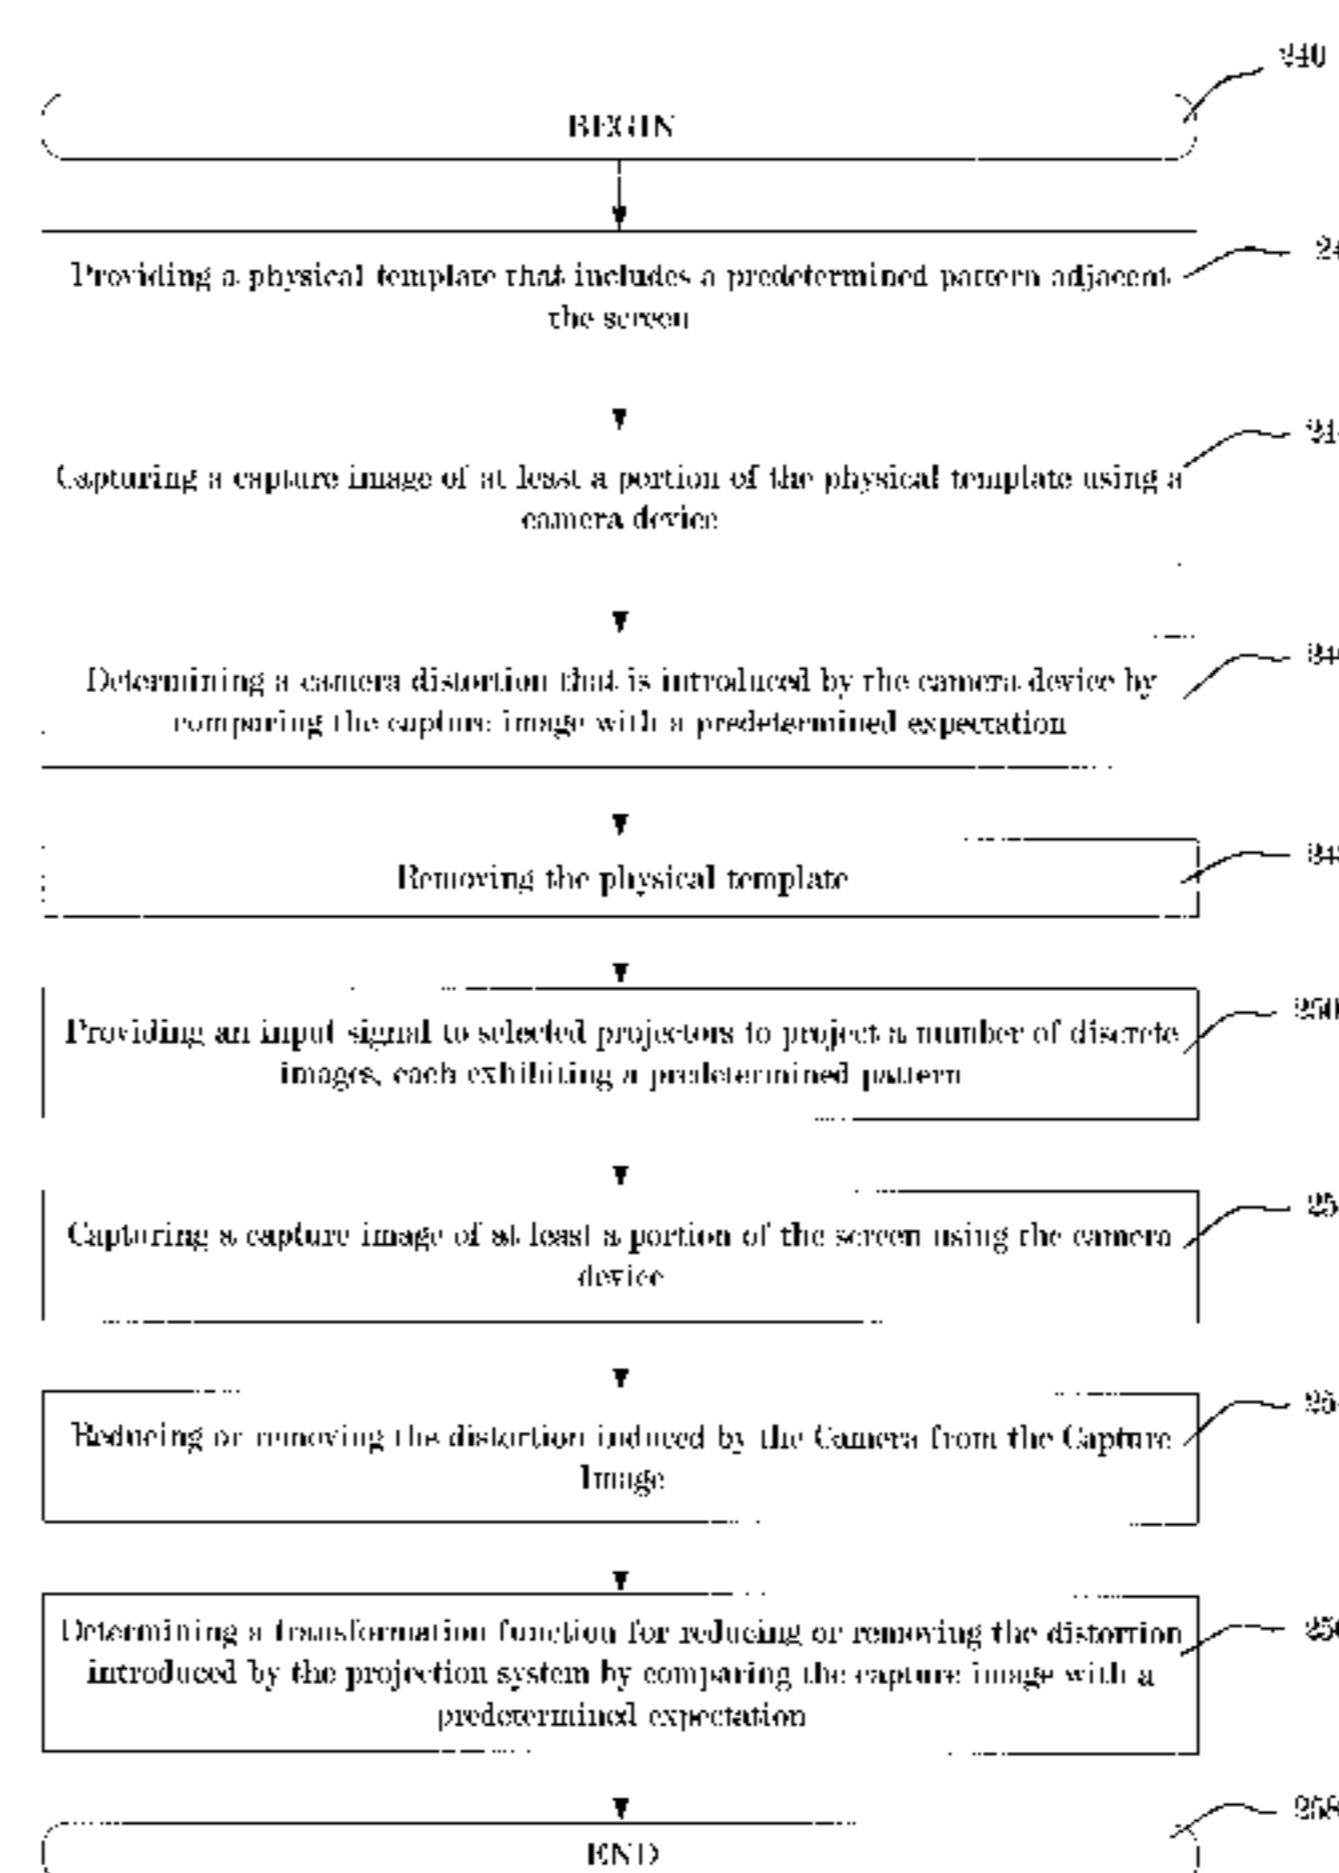 240
BEGIN
Providing a physical template that includes a predetermined pattern adjacent
the screen
Capturing a capture image of at least a portion of the physical template using a
camera device
Determining a camera distortion that is introduced by the camera device by
comparing the capture image with a predetermined expectation
Removing the physical template
250
Providing an input signal to selected projectors to project a number of discrete
images, each exhibiting a predetermined pattern
Capturing a capture image of at least a portion of the screen using the camera
device
Reducing or removing the distortion induced by the Camera from the Capture
Image
Determining a transformation function for reducing or removing the distortion
introduced by the projection system by comparing the capture image with a
predetermined expectation
258
END